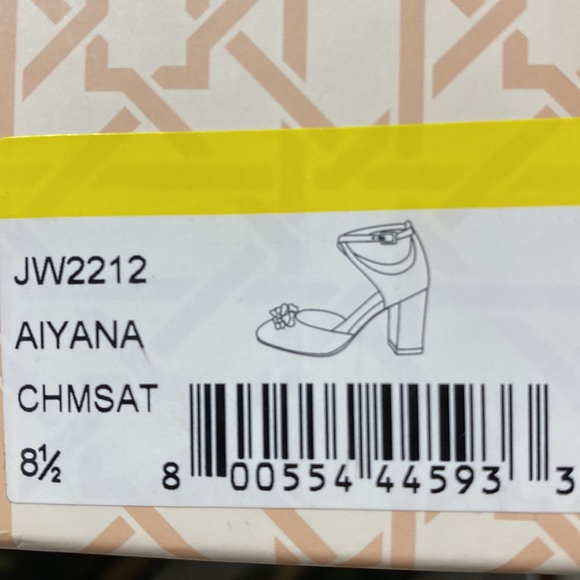 JW2212
AIYANA
CHMSAT
8½
8 00554 44593 3